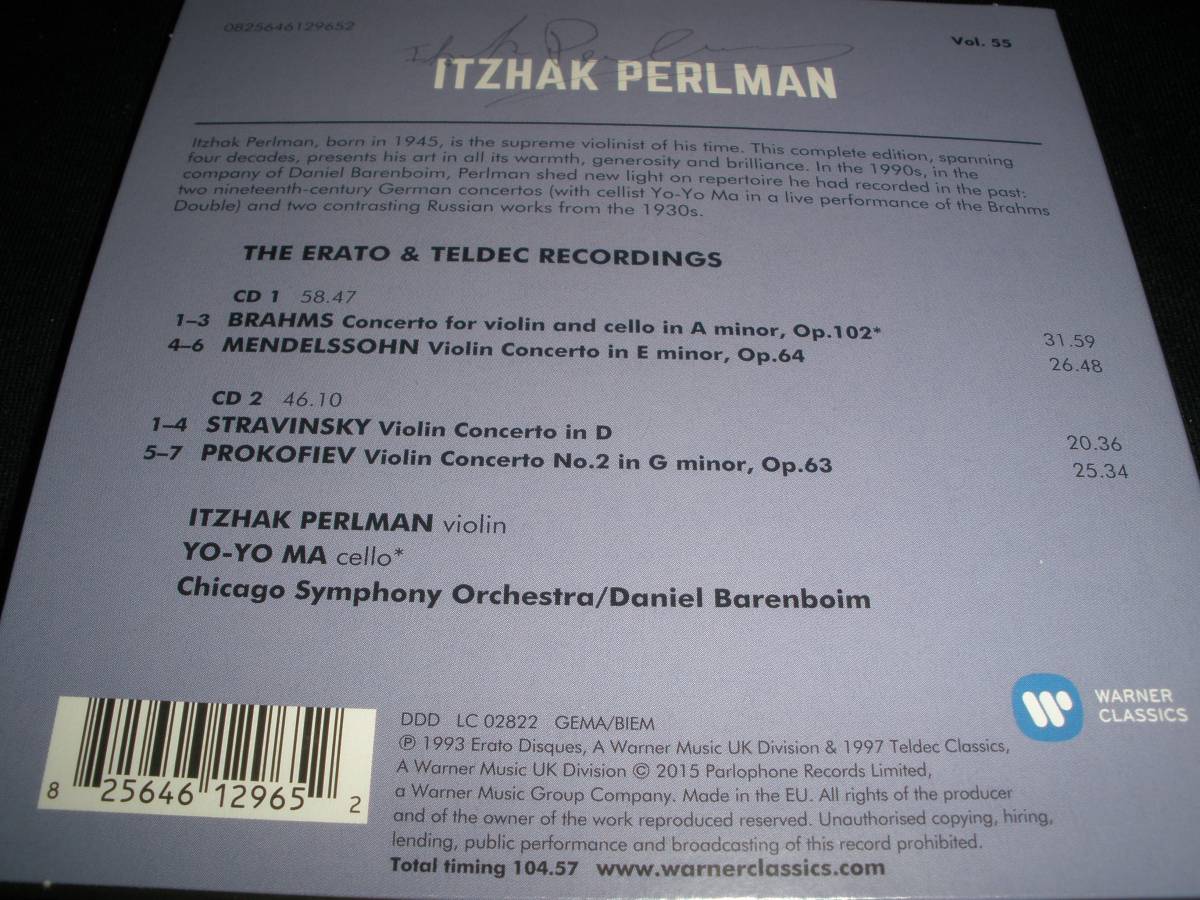 0825646129652
Vol. 55
Itzhak Perlman
ITZHAK PERLMAN
Itzhak Perlman, born in 1945, is the supreme violinist of his time. This complete edition, spanning
four decades, presents his art in all its warmth, generosity and brilliance. In the 1990s, in the
company of Daniel Barenboim, Perlman shed new light on repertoire he had recorded in the past:
two nineteenth-century German concertos (with cellist Yo-Yo Ma in a live performance of the Brahms
Double) and two contrasting Russian works from the 1930s.
THE ERATO & TELDEC RECORDINGS
CD 1 58.47
1–3 BRAHMS Concerto for violin and cello in A minor, Op.102* 31.59
4–6 MENDELSSOHN Violin Concerto in E minor, Op.64 26.48
CD 2 46.10
1–4 STRAVINSKY Violin Concerto in D 20.36
5–7 PROKOFIEV Violin Concerto No.2 in G minor, Op.63 25.34
ITZHAK PERLMAN violin
YO-YO MA cello*
Chicago Symphony Orchestra/Daniel Barenboim
WARNER
CLASSICS
DDD LC 02822 GEMA/BIEM
℗ 1993 Erato Disques, A Warner Music UK Division & 1997 Teldec Classics,
A Warner Music UK Division © 2015 Parlophone Records Limited,
a Warner Music Group Company. Made in the EU. All rights of the producer
and of the owner of the work reproduced reserved. Unauthorised copying, hiring,
lending, public performance and broadcasting of this record prohibited.
Total timing 104.57 www.warnerclassics.com
8 25646 12965 2